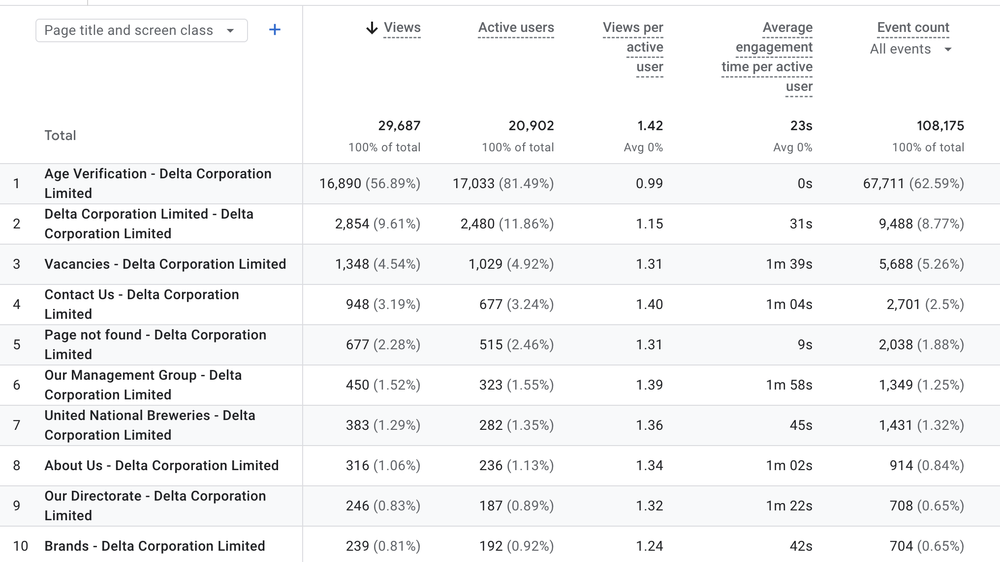 Page title and screen class
Views
Active users
Views per
active
user
Average
engagement
time per active
user
Event count
All events
Total
29,687
100% of total
20,902
100% of total
1.42
Avg 0%
23s
Avg 0%
108,175
100% of total
1
Age Verification - Delta Corporation
Limited
16,890 (56.89%)
17,033 (81.49%)
0.99
0s
67,711 (62.59%)
2
Delta Corporation Limited - Delta
Corporation Limited
2,854 (9.61%)
2,480 (11.86%)
1.15
31s
9,488 (8.77%)
3
Vacancies - Delta Corporation Limited
1,348 (4.54%)
1,029 (4.92%)
1.31
1m 39s
5,688 (5.26%)
4
Contact Us - Delta Corporation
Limited
948 (3.19%)
677 (3.24%)
1.40
1m 04s
2,701 (2.5%)
5
Page not found - Delta Corporation
Limited
677 (2.28%)
515 (2.46%)
1.31
9s
2,038 (1.88%)
6
Our Management Group - Delta
Corporation Limited
450 (1.52%)
323 (1.55%)
1.39
1m 58s
1,349 (1.25%)
7
United National Breweries - Delta
Corporation Limited
383 (1.29%)
282 (1.35%)
1.36
45s
1,431 (1.32%)
8
About Us - Delta Corporation Limited
316 (1.06%)
236 (1.13%)
1.34
1m 02s
914 (0.84%)
9
Our Directorate - Delta Corporation
Limited
246 (0.83%)
187 (0.89%)
1.32
1m 22s
708 (0.65%)
10
Brands - Delta Corporation Limited
239 (0.81%)
192 (0.92%)
1.24
42s
704 (0.65%)